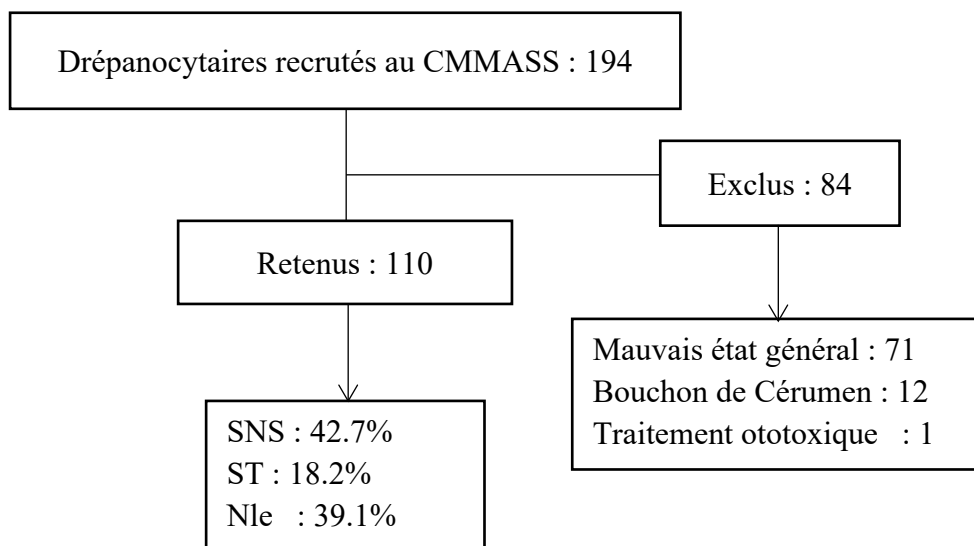 Drépanocytaires recrutés au CMMASS : 194
Exclus : 84
Retenus : 110
Mauvais état général : 71
Bouchon de Cérumen : 12
Traitement ototoxique : 1
SNS : 42.7%
ST : 18.2%
Nle : 39.1%